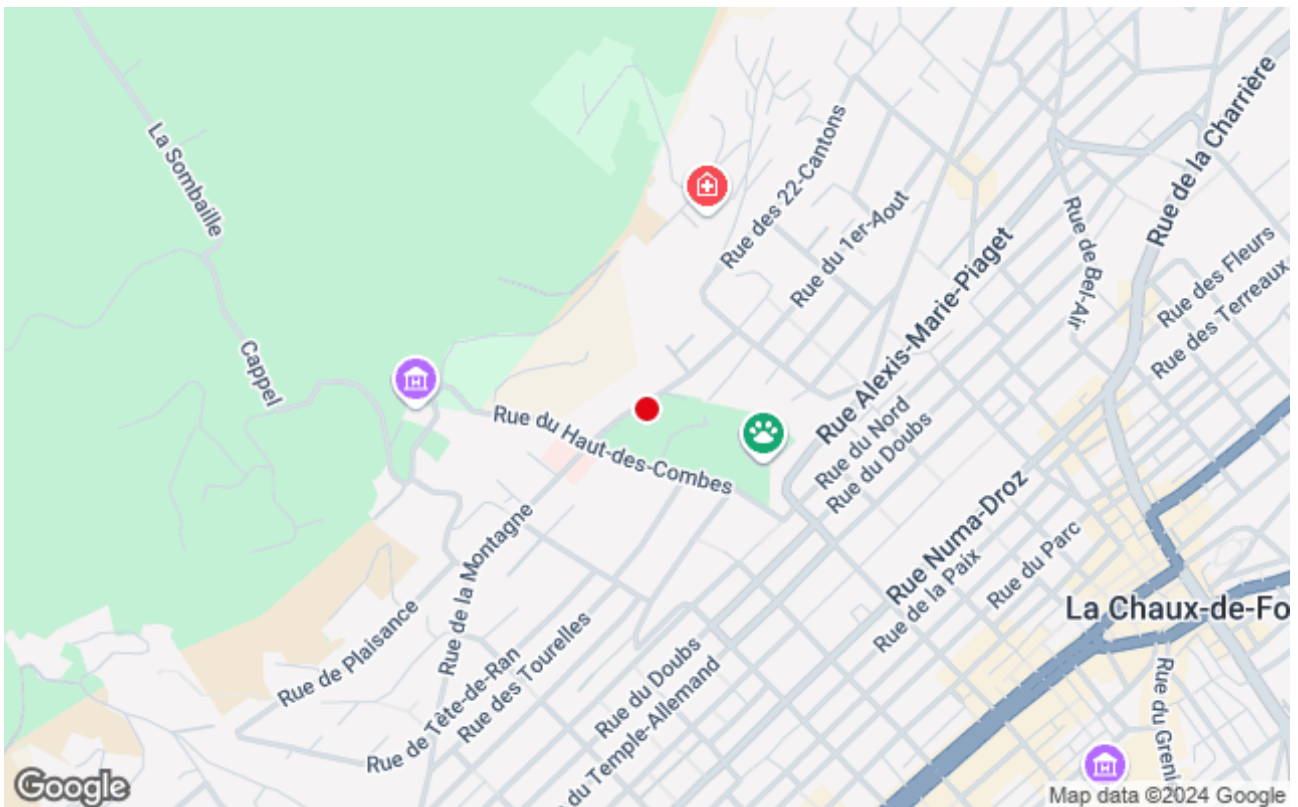 La Sombaille
Rue des 22-Cantons
Rue de la Charrière
Rue du 1er-Aout
Rue de Bel-Air
Rue des Fleurs
Rue des Terreaux
Rue Alexis-Marie-Piaget
Cappel
Rue du Haut-des-Combes
Rue du Nord
Rue du Doubs
Rue Numa-Droz
Rue de la Paix
Rue du Parc
La Chaux-de-Fo
Rue de la Montagne
Rue de Plaisance
Rue de Tête-de-Ran
Rue des Tourelles
Rue du Doubs
du Temple-Allemand
Rue du Greni
H
H
Google
Map data ©2024 Google